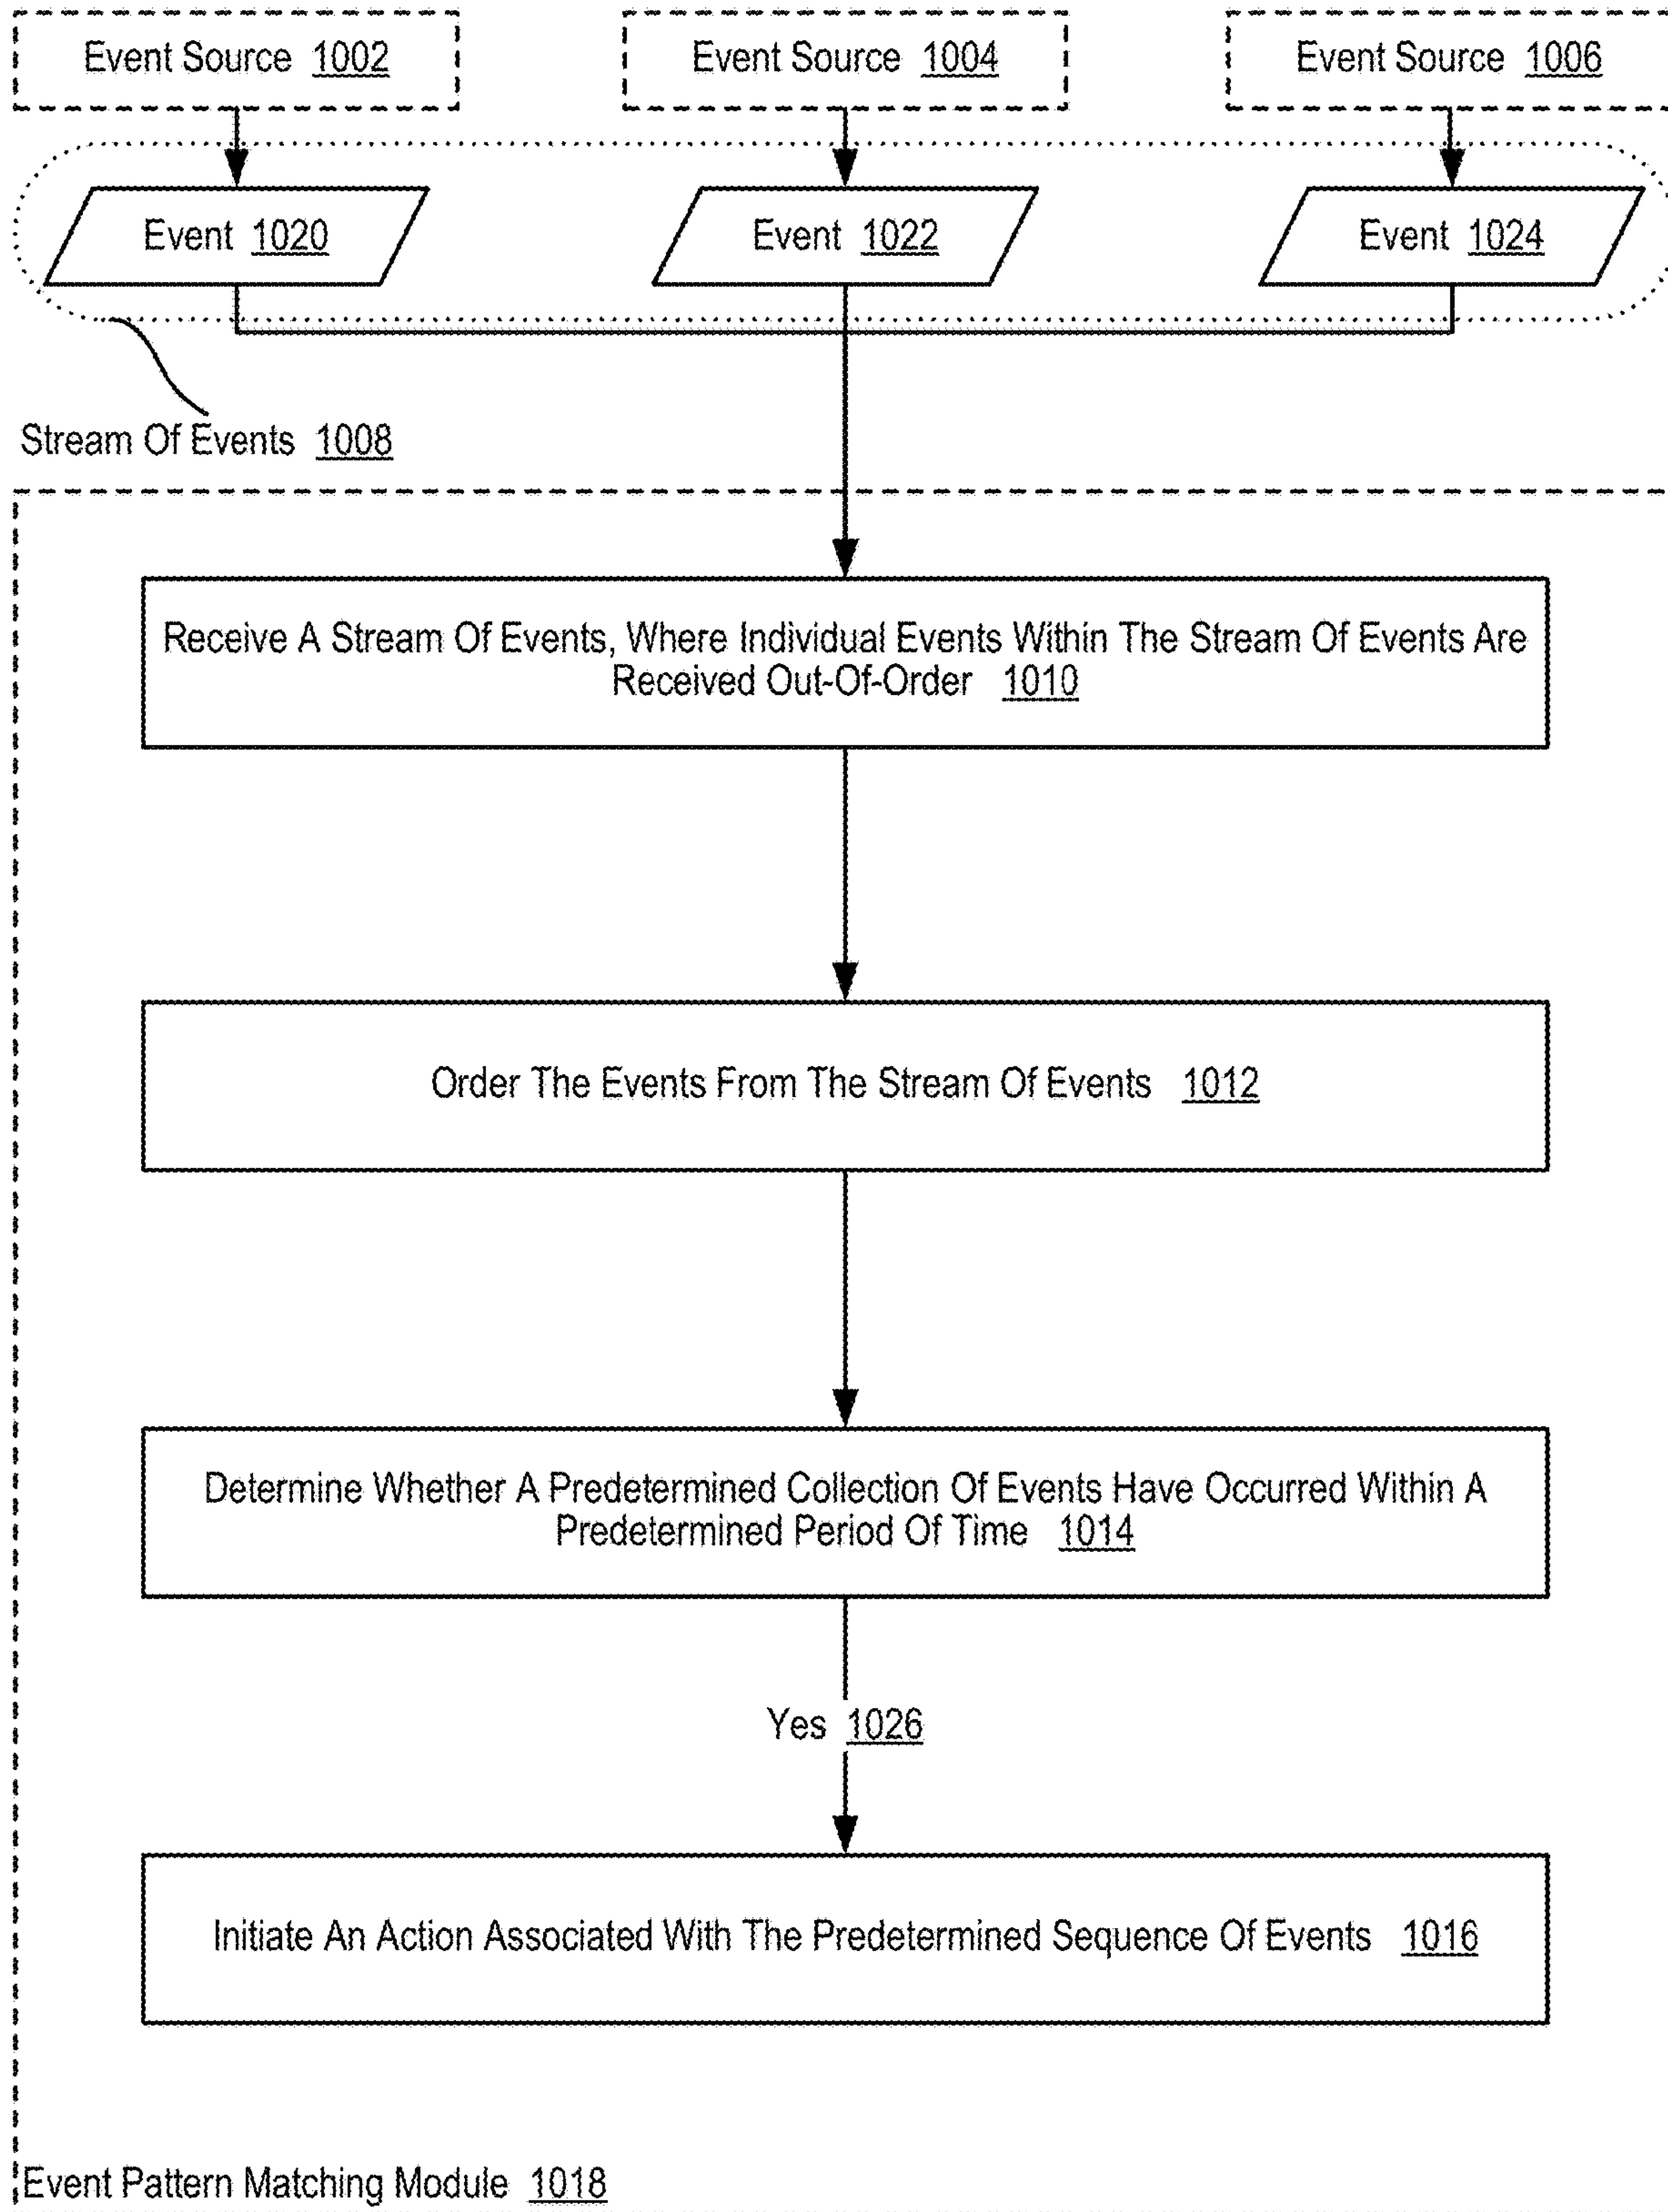 Event Source 1002
Event Source 1004
Event Source 1006
Event 1020
Event 1022
Event 1024
Stream Of Events 1008
Receive A Stream Of Events, Where Individual Events Within The Stream Of Events Are
Received Out-Of-Order 1010
Order The Events From The Stream Of Events 1012
Determine Whether A Predetermined Collection Of Events Have Occurred Within A
Predetermined Period Of Time 1014
Yes 1026
Initiate An Action Associated With The Predetermined Sequence Of Events 1016
Event Pattern Matching Module 1018